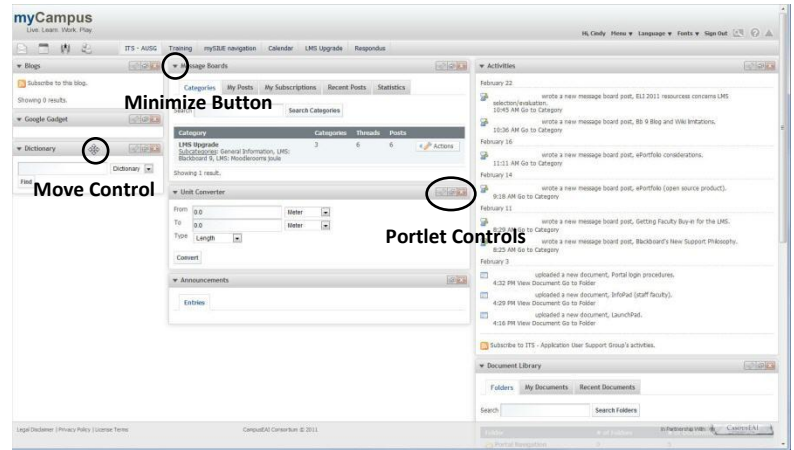 myCampus
Live. Learn. Work. Play
Hi, Cindy Menu Language Fonts Sign Out
ITS - AUSG Training mySIUE navigation Calendar LMS Upgrade Respondus
Blogs
Subscribe to this blog.
Showing 0 results.
Google Gadget
Dictionary
Dictionary
Find
Move Control
Message Boards
Minimize Button
Categories My Posts My Subscriptions Recent Posts Statistics
Search Search Categories
Category Categories Threads Posts
LMS Upgrade 3 6 6 Actions
Subcategories: General Information, LMS:
Blackboard 9, LMS: Moodlerooms Joule
Showing 1 result.
Unit Converter
From 0.0 Meter
To 0.0 Meter
Type Length
Convert
Portlet Controls
Announcements
Entries
Activities
February 22
wrote a new message board post, ELI 2011 resourcess concerns LMS
selection/evaluation.
10:45 AM Go to Category
wrote a new message board post, Bb 9 Blog and Wiki limitations.
10:36 AM Go to Category
February 16
wrote a new message board post, ePortfolio considerations.
11:11 AM Go to Category
February 14
wrote a new message board post, ePortfolio (open source product).
9:18 AM Go to Category
February 11
wrote a new message board post, Getting Faculty Buy-in for the LMS.
8:29 AM Go to Category
wrote a new message board post, Blackboard's New Support Philosophy.
8:25 AM Go to Category
February 3
uploaded a new document, Portal login procedures.
4:32 PM View Document Go to Folder
uploaded a new document, InfoPad (staff faculty).
4:29 PM View Document Go to Folder
uploaded a new document, LaunchPad.
4:16 PM View Document Go to Folder
Subscribe to ITS - Application User Support Group's activities.
Document Library
Folders My Documents Recent Documents
Search Search Folders
Folder # of Folders
Portal Navigation 0 5
Legal Disclaimer | Privacy Policy | License Terms
CampusEAI Consortium © 2011
In Partnership With: CampusEAI